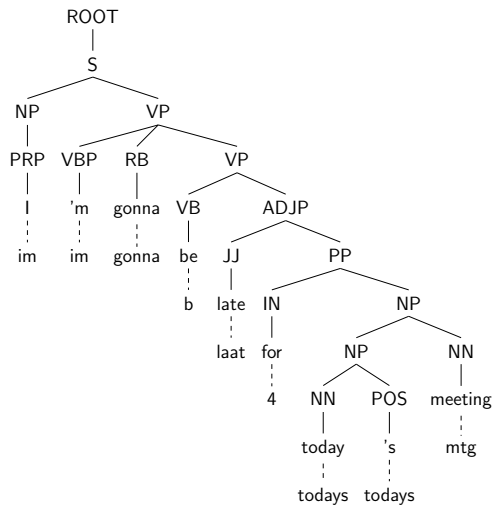 ROOT
S
NP VP
PRP VBP RB VP
I 'm gonna VB ADJP
im im gonna be JJ PP
b late IN NP
laat for NP NN
4 NN POS meeting
today 's mtg
todays todays